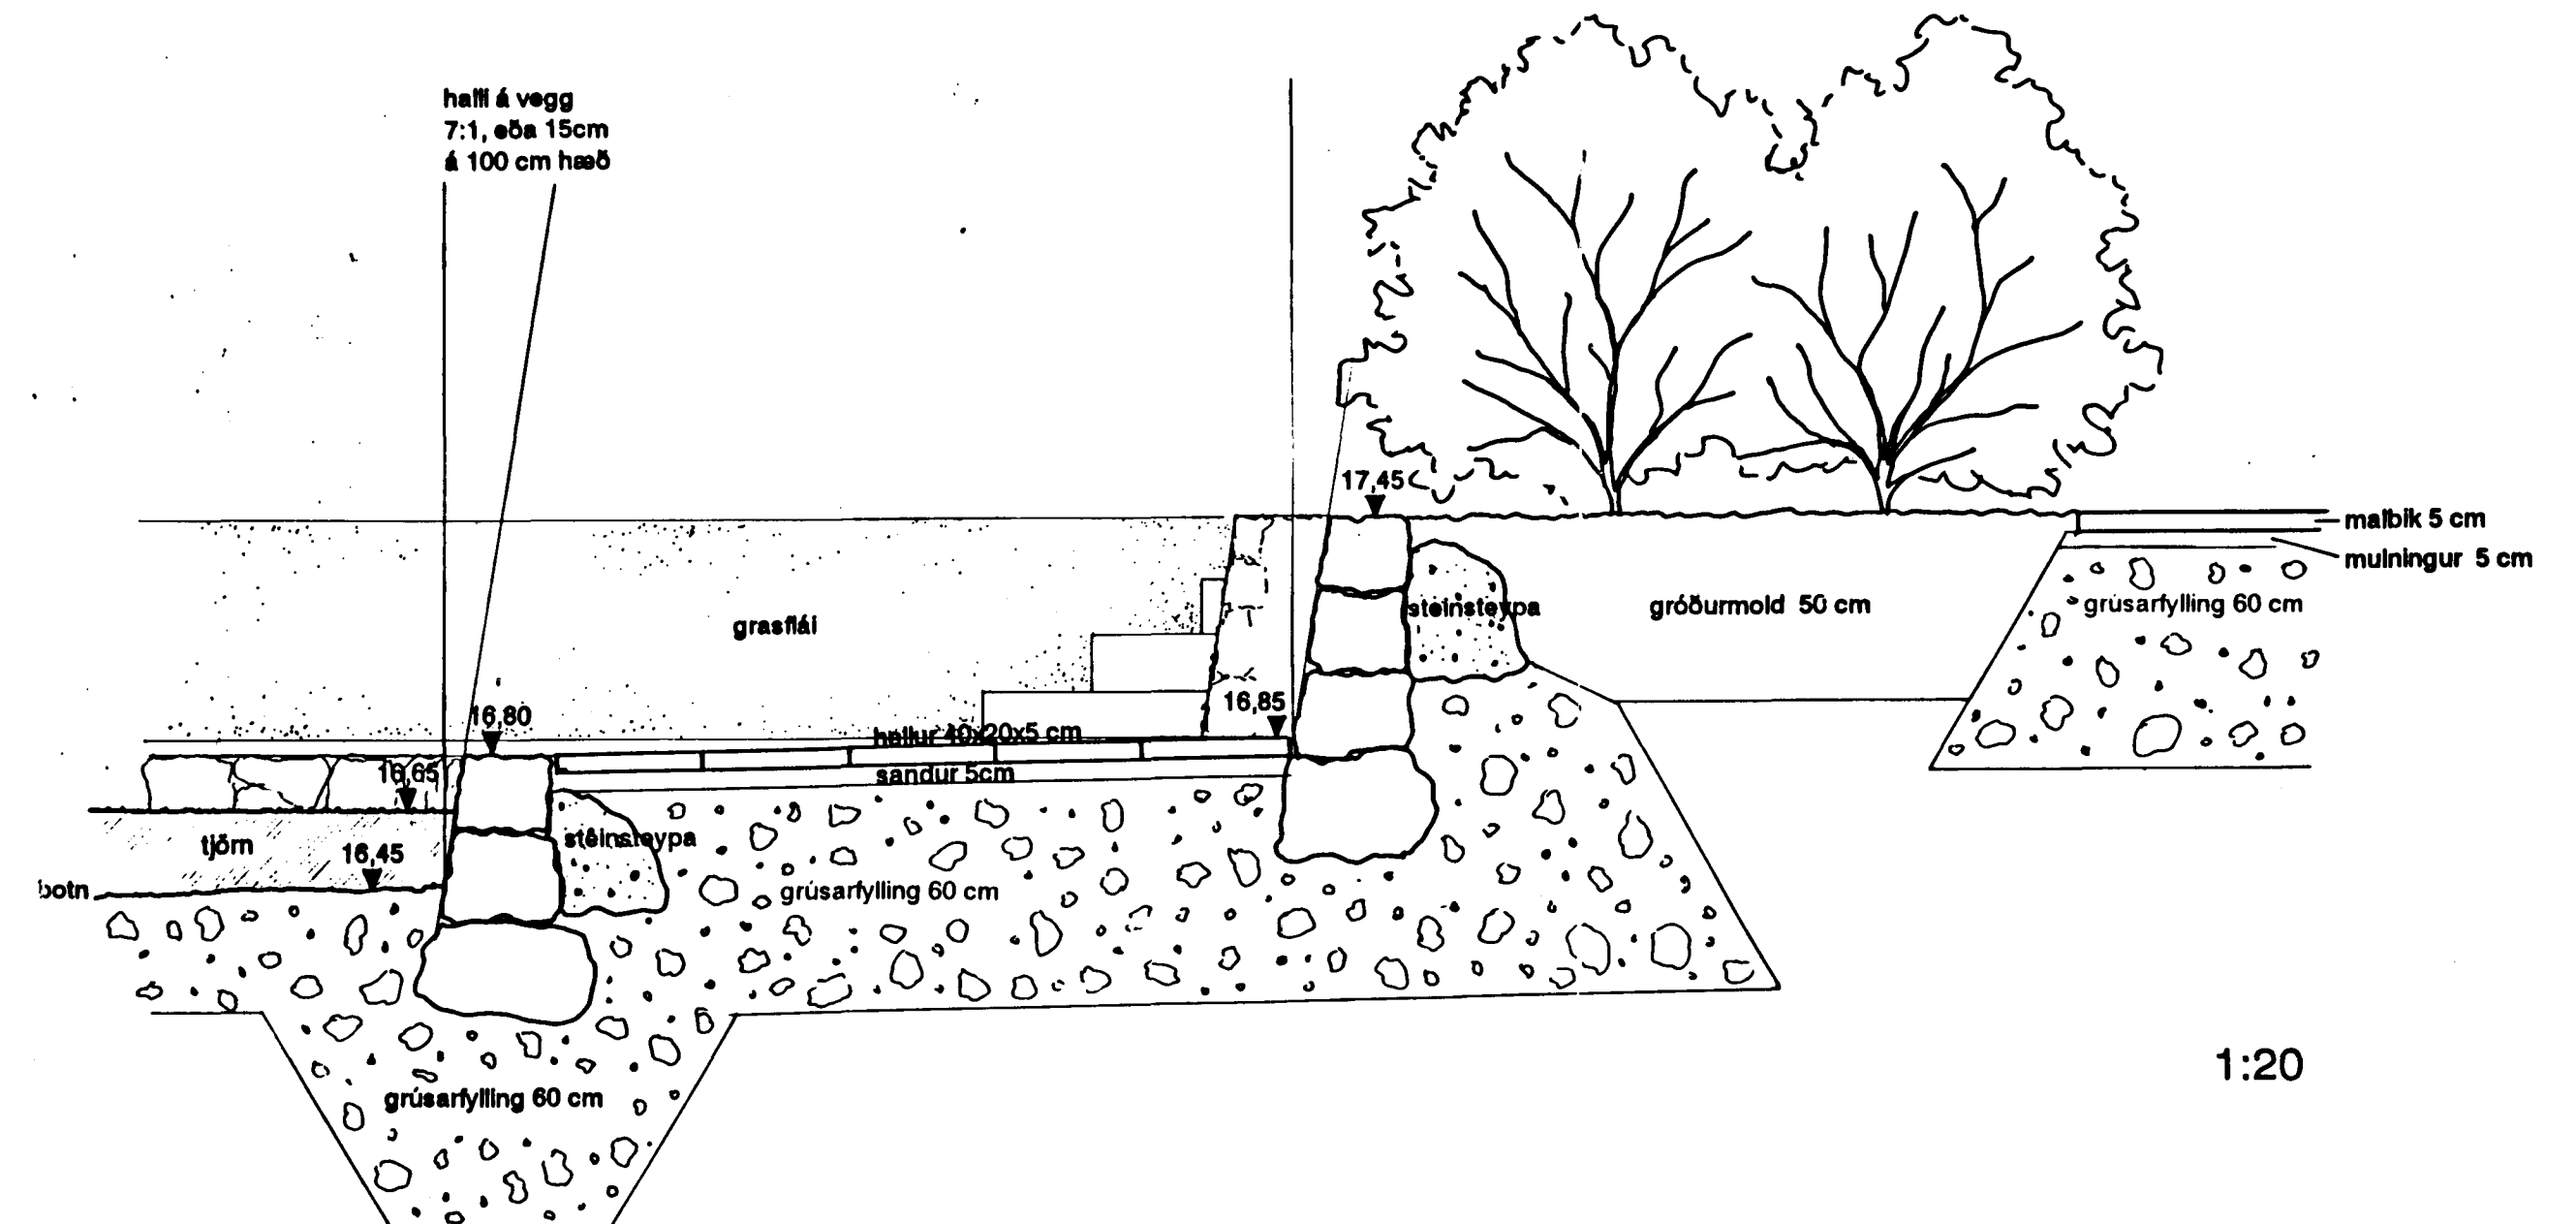 halli á vegg
7:1, eða 15cm
á 100 cm hæð
17,45
malbik 5 cm
mulningur 5 cm
steinsteypa
gróðurmold 50 cm
grúsarfylling 60 cm
grasflái
16,85
16,80
hellur 40x20x5 cm
sandur 5cm
16,65
tjörn
16,45
steinsteypa
botn
grúsarfylling 60 cm
grúsarfylling 60 cm
1:20